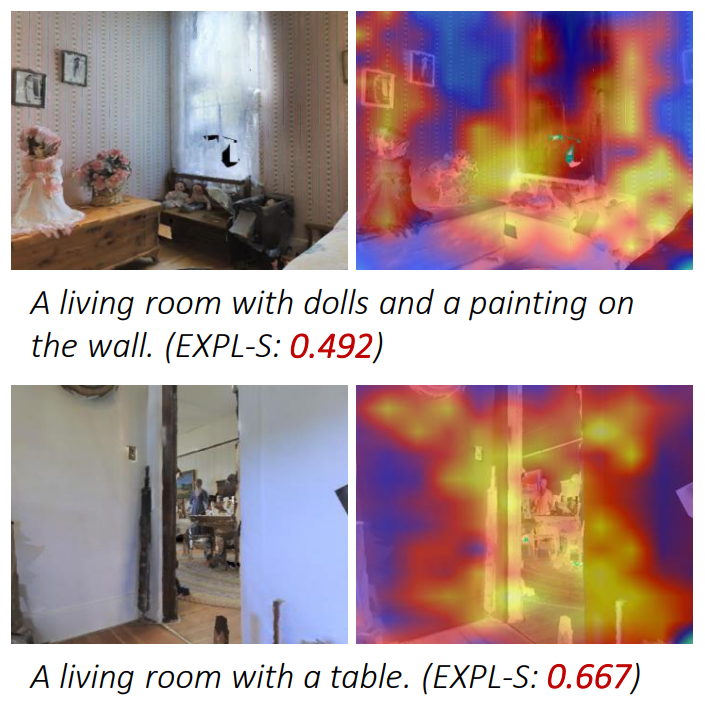 A living room with dolls and a painting on
the wall. (EXPL-S: 0.492)
A living room with a table. (EXPL-S: 0.667)